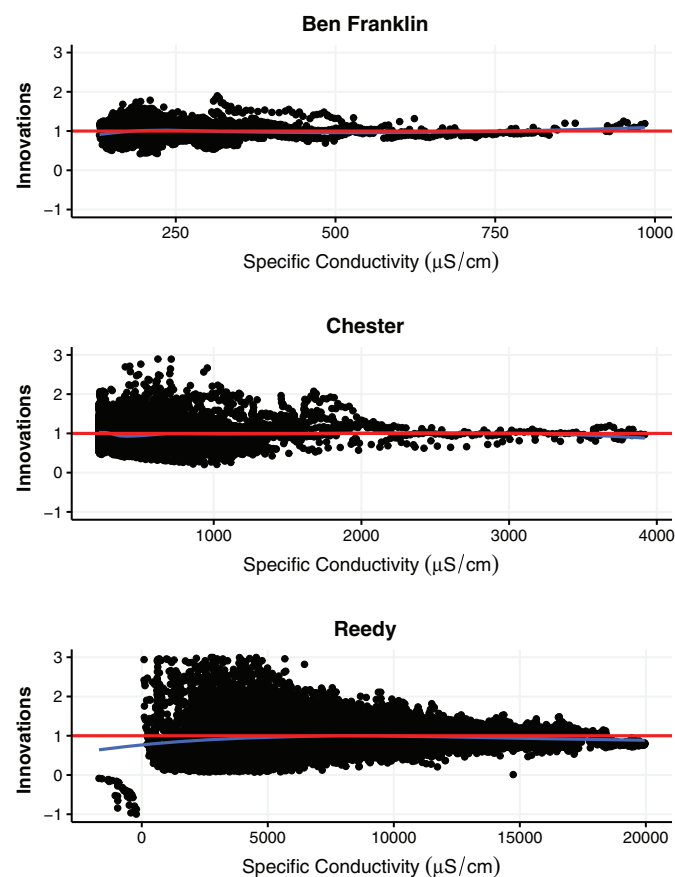 Ben Franklin
3
2
1
0
−1
Innovations
250 500 750 1000
Specific Conductivity (μS/cm)
Chester
3
2
1
0
−1
Innovations
1000 2000 3000 4000
Specific Conductivity (μS/cm)
Reedy
3
2
1
0
−1
Innovations
0 5000 10000 15000 20000
Specific Conductivity (μS/cm)